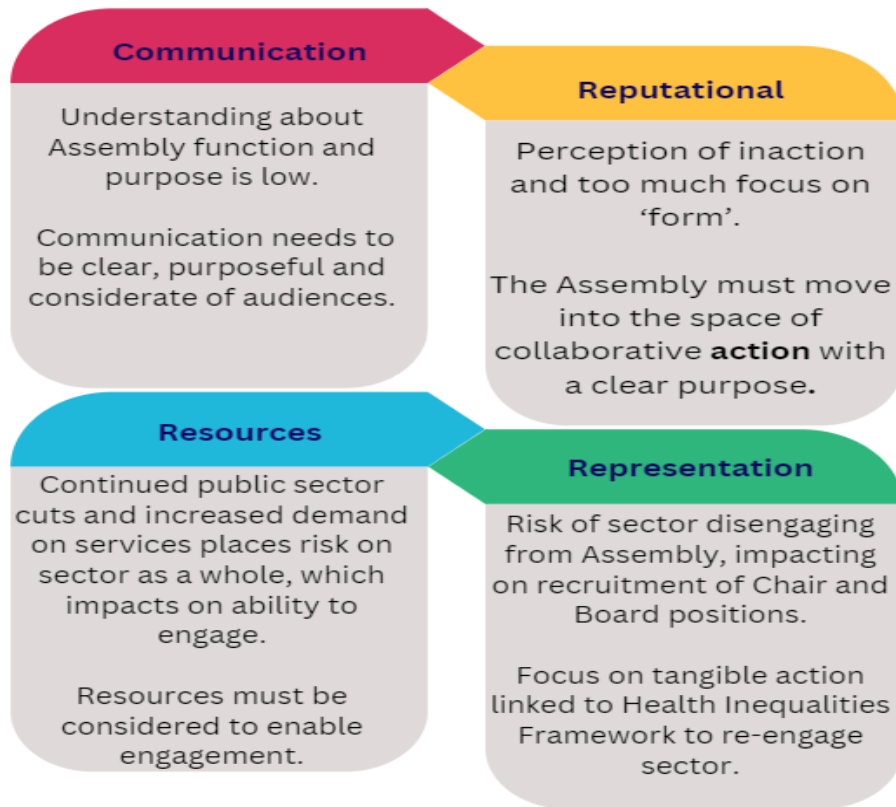 Communication
Understanding about
Assembly function and
purpose is low.
Communication needs to
be clear, purposeful and
considerate of audiences.
Reputational
Perception of inaction
and too much focus on
‘form’.
The Assembly must move
into the space of
collaborative action with
a clear purpose.
Resources
Continued public sector
cuts and increased demand
on services places risk on
sector as a whole, which
impacts on ability to
engage.
Resources must be
considered to enable
engagement.
Representation
Risk of sector disengaging
from Assembly, impacting
on recruitment of Chair and
Board positions.
Focus on tangible action
linked to Health Inequalities
Framework to re-engage
sector.